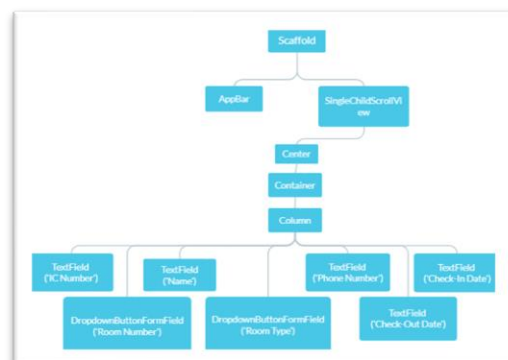 Scaffold
AppBar
SingleChildScrollVi
ew
Center
Container
Column
TextField
('IC Number')
TextField
('Name')
TextField
('Phone Number')
TextField
('Check-In Date')
DropdownButtonFormField
('Room Number')
DropdownButtonFormField
('Room Type')
TextField
('Check-Out Date')